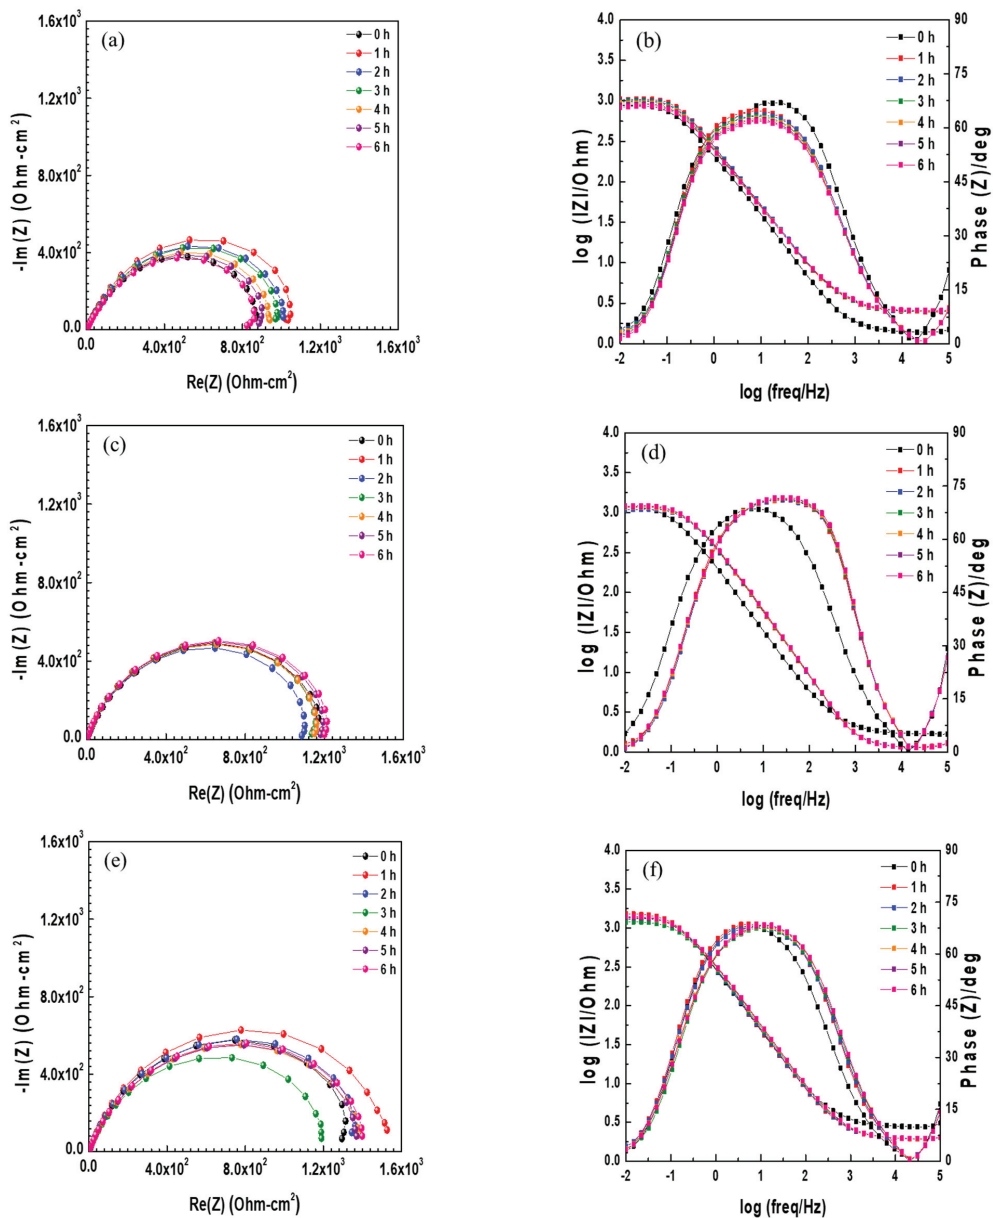 (a)
1.6x10³
1.2x10³
8.0x10²
4.0x10²
0.0
0.0 4.0x10² 8.0x10² 1.2x10³ 1.6x10³
-Im(Z) (Ohm-cm²)
Re(Z) (Ohm-cm²)
0 h
1 h
2 h
3 h
4 h
5 h
6 h
(b)
4.0
3.5
3.0
2.5
2.0
1.5
1.0
0.5
0.0
-2 -1 0 1 2 3 4 5
90
75
60
45
30
15
0
log (|Z|/Ohm)
Phase (Z)/deg
log (freq/Hz)
0 h
1 h
2 h
3 h
4 h
5 h
6 h
(c)
1.6x10³
1.2x10³
8.0x10²
4.0x10²
0.0
0.0 4.0x10² 8.0x10² 1.2x10³ 1.6x10³
-Im(Z) (Ohm-cm²)
Re(Z) (Ohm-cm²)
0 h
1 h
2 h
3 h
4 h
5 h
6 h
(d)
4.0
3.5
3.0
2.5
2.0
1.5
1.0
0.5
0.0
-2 -1 0 1 2 3 4 5
90
75
60
45
30
15
0
log (|Z|/Ohm)
Phase (Z)/deg
log (freq/Hz)
0 h
1 h
2 h
3 h
4 h
5 h
6 h
(e)
1.6x10³
1.2x10³
8.0x10²
4.0x10²
0.0
0.0 4.0x10² 8.0x10² 1.2x10³ 1.6x10³
-Im(Z) (Ohm-cm²)
Re(Z) (Ohm-cm²)
0 h
1 h
2 h
3 h
4 h
5 h
6 h
(f)
4.0
3.5
3.0
2.5
2.0
1.5
1.0
0.5
0.0
-2 -1 0 1 2 3 4 5
90
75
60
45
30
15
0
log (|Z|/Ohm)
Phase (Z)/deg
log (freq/Hz)
0 h
1 h
2 h
3 h
4 h
5 h
6 h